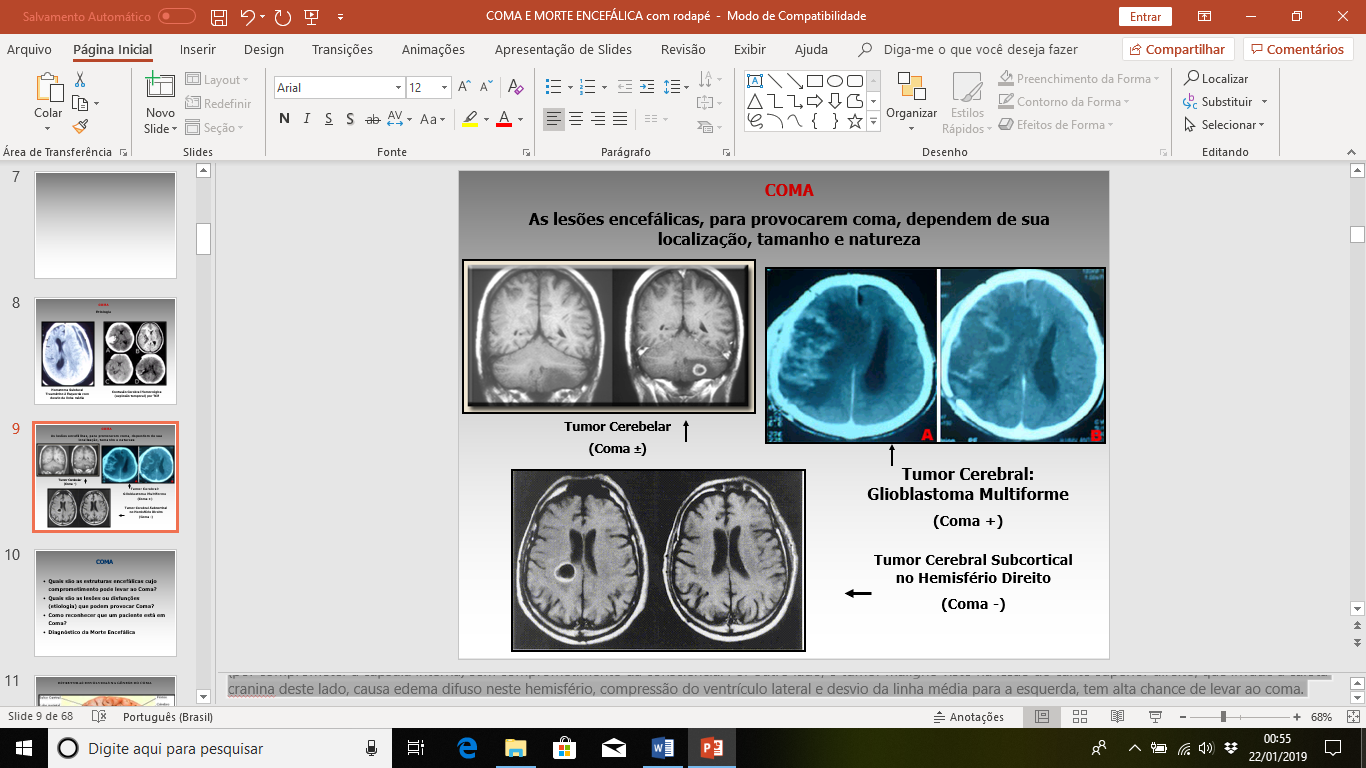 Salvamento Automático
COMA E MORTE ENCEFÁLICA com rodapé - Modo de Compatibilidade
Entrar
Arquivo
Página Inicial
Inserir
Design
Transições
Animações
Apresentação de Slides
Revisão
Exibir
Ajuda
Diga-me o que você deseja fazer
Compartilhar
Comentários
Colar
Novo
Slide
Layout
Redefinir
Seção
Arial
12
N I S S ab AV Aa
A
Organizar
Estilos
Rápidos
Preenchimento da Forma
Contorno da Forma
Efeitos de Forma
Localizar
Substituir
Selecionar
Área de Transferência
Slides
Fonte
Parágrafo
Desenho
Editando
7
8
9
10
COMA
• Quais são as estruturas encefálicas cujo
comprometimento pode levar ao Coma?
• Quais são as lesões ou disfunções
(etiologia) que podem provocar Coma?
• Como reconhecer que um paciente está em
Coma?
• Diagnóstico da Morte Encefálica
11
COMA
As lesões encefálicas, para provocarem coma, dependem de sua
localização, tamanho e natureza
A
B
Tumor Cerebelar
(Coma ±)
Tumor Cerebral:
Glioblastoma Multiforme
(Coma +)
Tumor Cerebral Subcortical
no Hemisfério Direito
(Coma -)
cranina deste lado, causa edema difuso neste hemisfério, compressão do ventrículo lateral e desvio da linha média para a esquerda, tem alta chance de levar ao coma.
Slide 9 de 68
Português (Brasil)
Anotações
68%
Digite aqui para pesquisar
00:55
22/01/2019